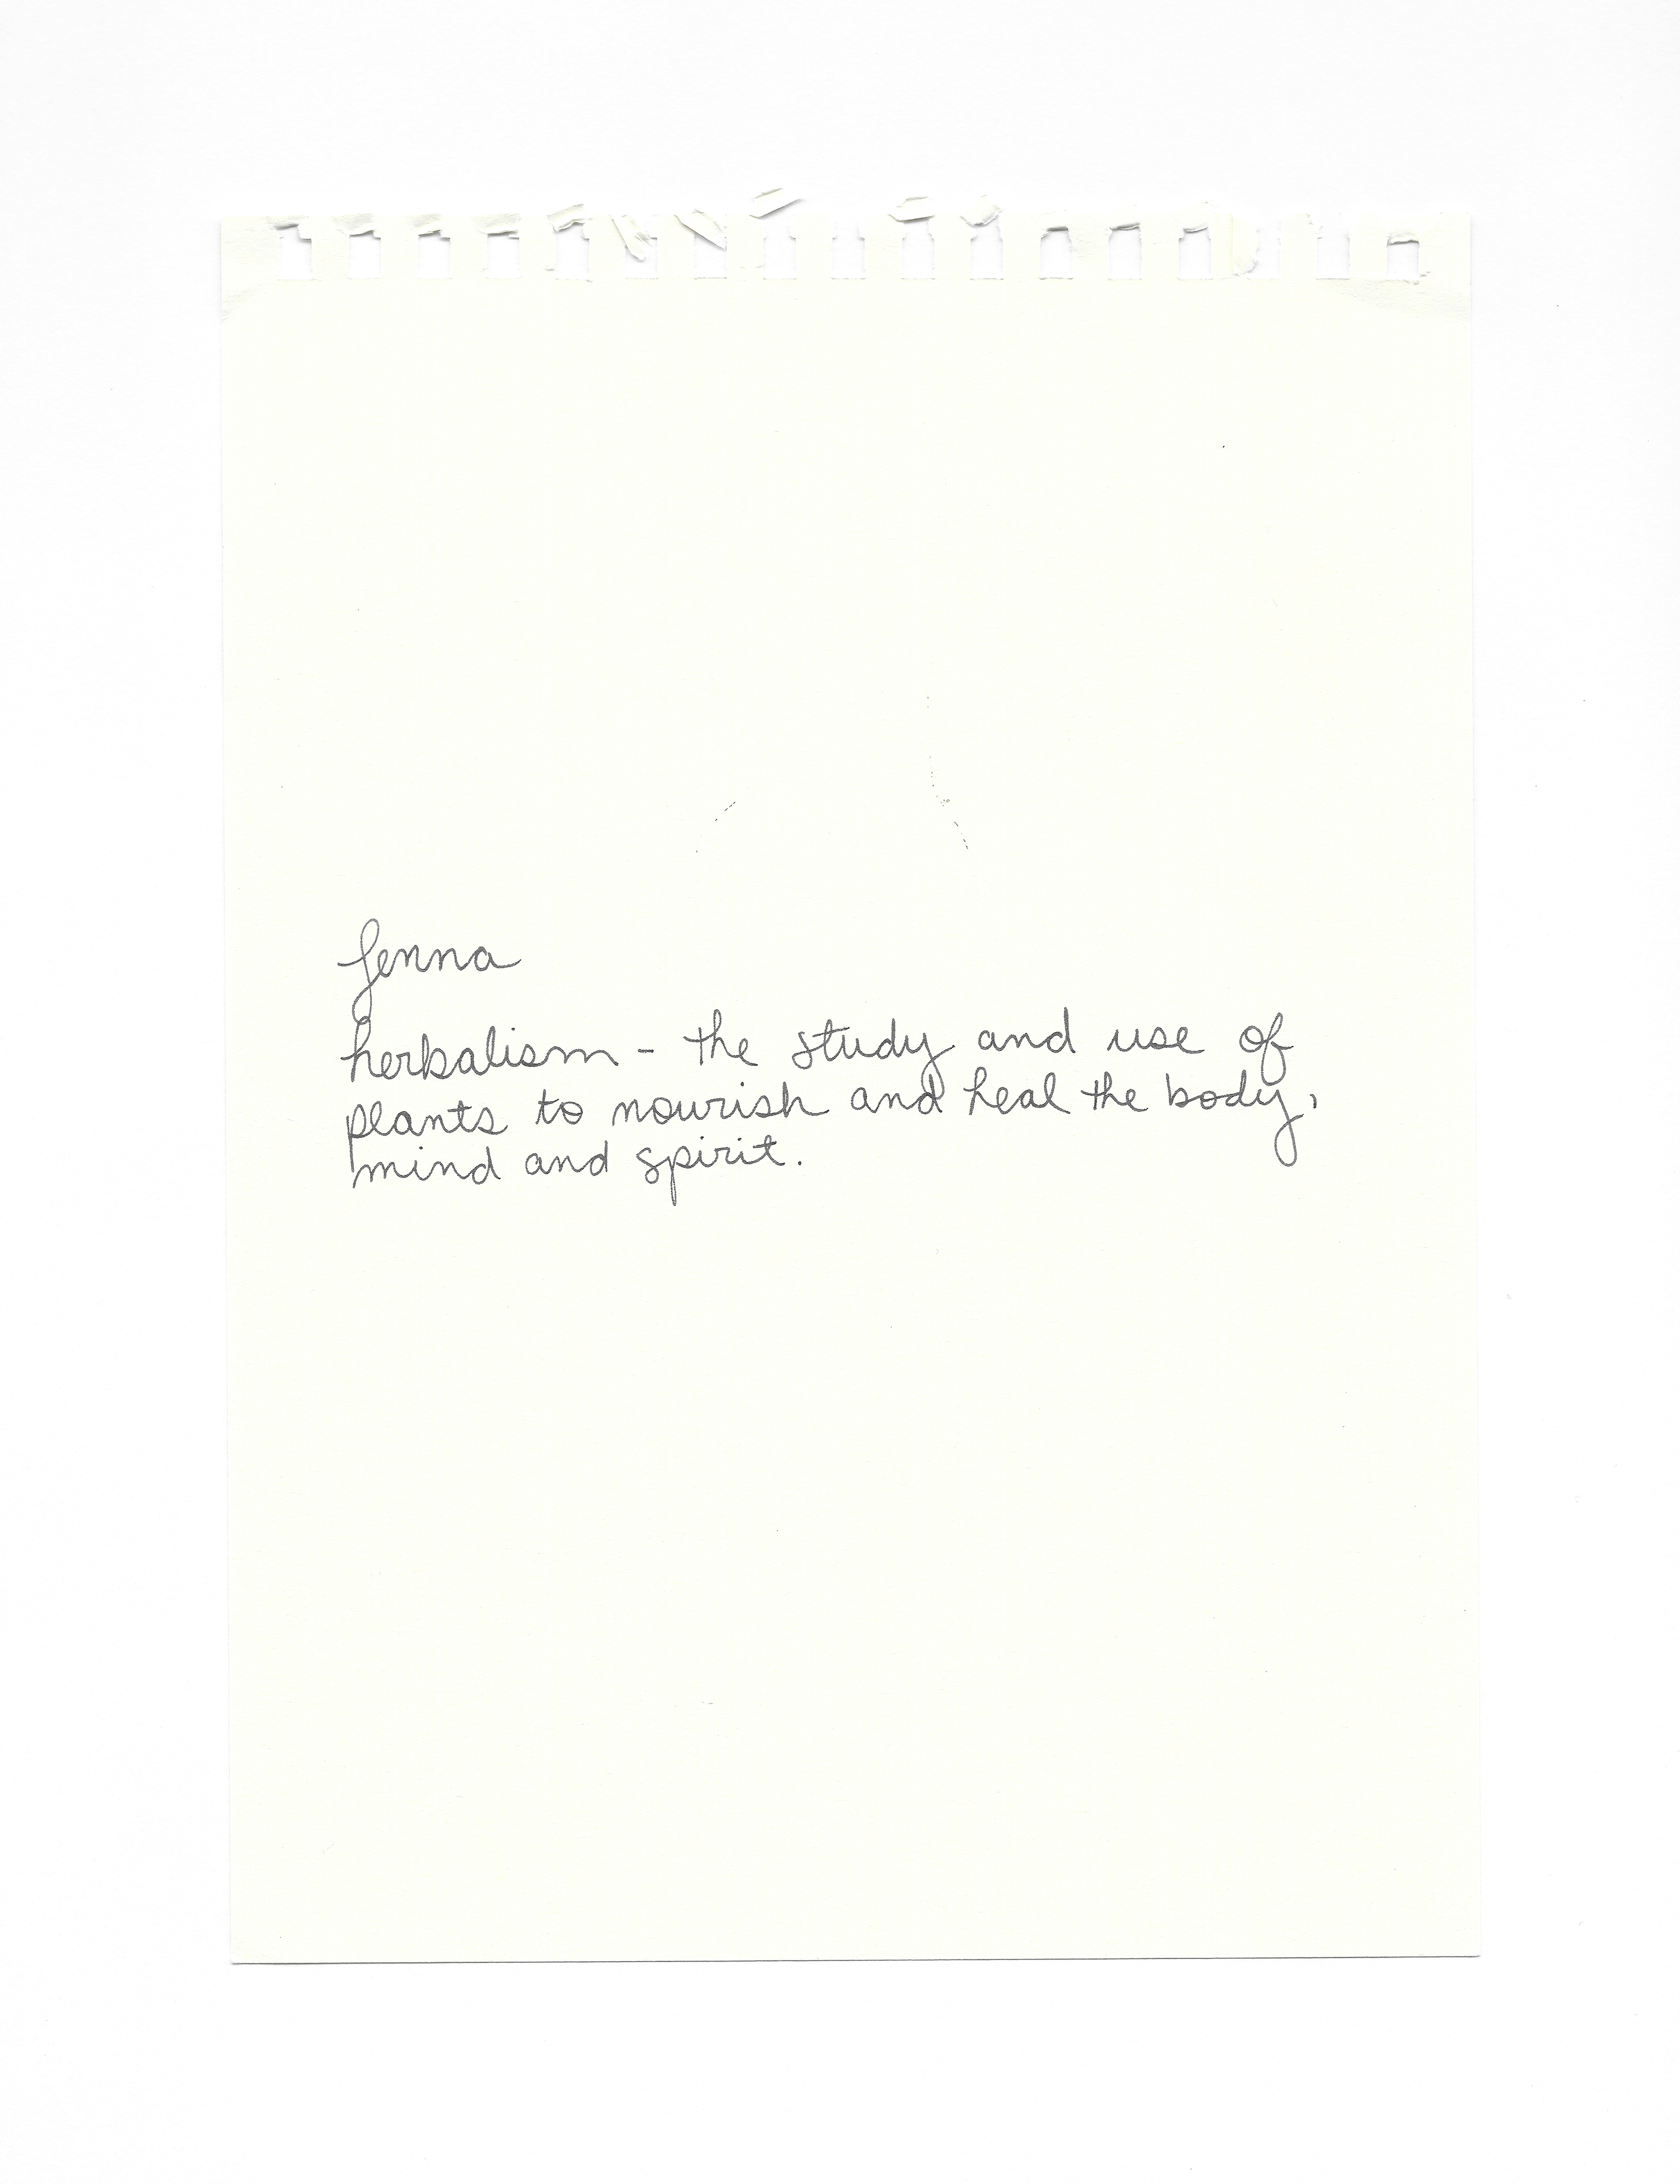 Jenna
herbalism - the study and use of
plants to nourish and heal the body,
mind and spirit.